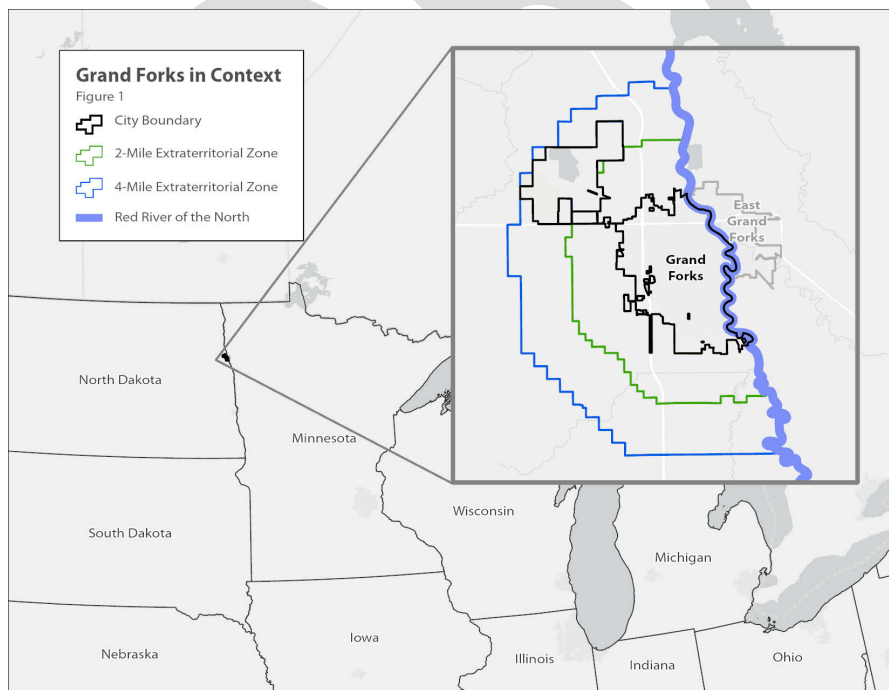 Grand Forks in Context
Figure 1
City Boundary
2-Mile Extraterritorial Zone
4-Mile Extraterritorial Zone
Red River of the North
East
Grand
Forks
Grand
Forks
North Dakota
Minnesota
South Dakota
Wisconsin
Michigan
Nebraska
Iowa
Illinois
Indiana
Ohio